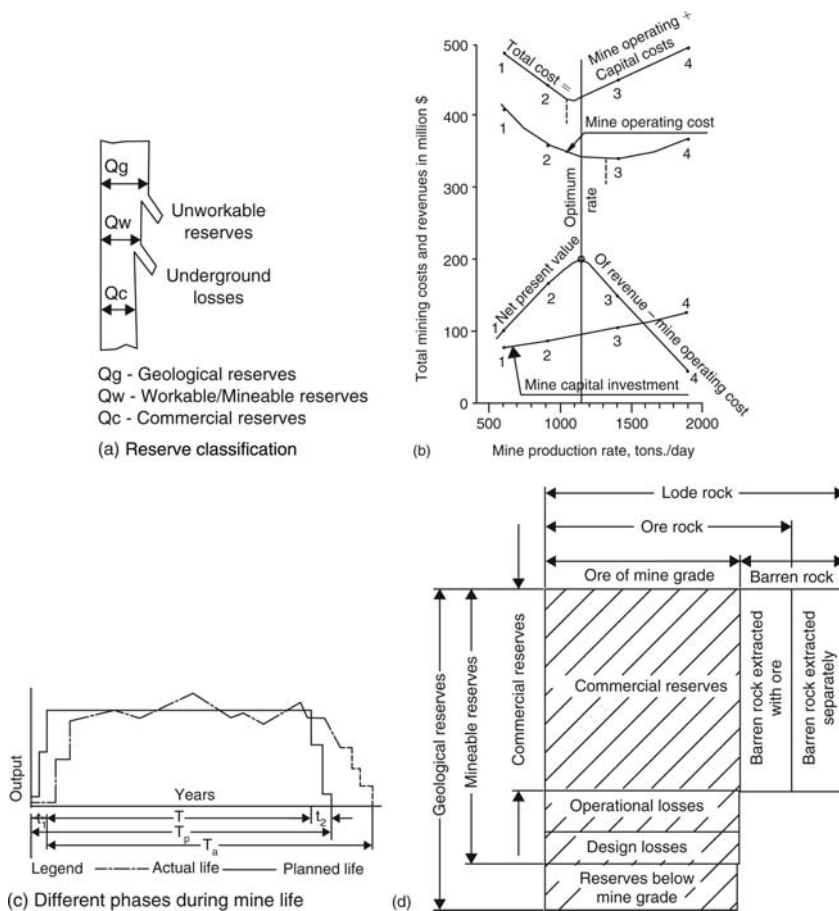 Qg
Unworkable
reserves
Qw
Underground
losses
Qc
Qg - Geological reserves
Qw - Workable/Mineable reserves
Qc - Commercial reserves
(a) Reserve classification
Total mining costs and revenues in million $
500
400
300
200
100
0
Total cost =
Mine operating +
Capital costs
1
2
3
4
Mine operating cost
1
2
3
4
Optimum
rate
Net present value
Of revenue – mine operating cost
1
2
3
4
1
2
3
4
Mine capital investment
500
1000
1500
2000
(b)
Mine production rate, tons./day
Output
Years
t1
T
t2
Tp
Ta
Legend
Actual life
Planned life
(c) Different phases during mine life
Lode rock
Ore rock
Ore of mine grade
Barren rock
Geological reserves
Mineable reserves
Commercial reserves
Commercial reserves
Barren rock extracted
with ore
Barren rock extracted
separately
Operational losses
Design losses
Reserves below
mine grade
(d)